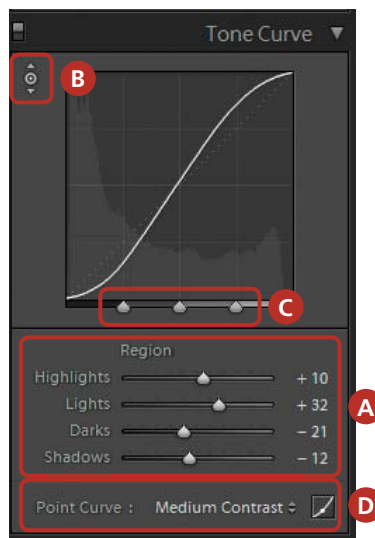 Tone Curve
B
C
Region
Highlights + 10
Lights + 32
A
Darks – 21
Shadows – 12
Point Curve : Medium Contrast
D